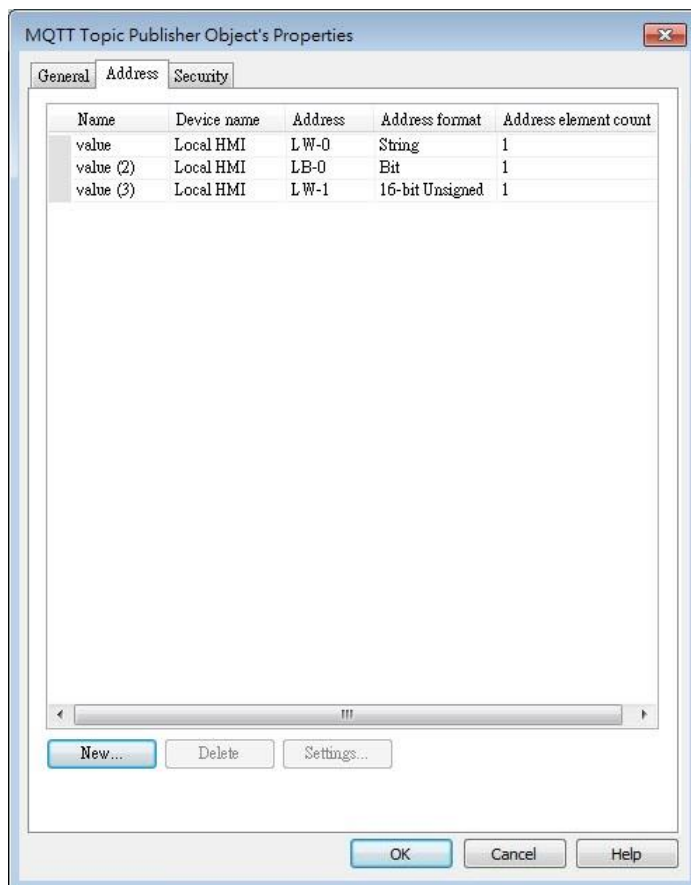 MQTT Topic Publisher Object's Properties
General Address Security
Name Device name Address Address format Address element count
value Local HMI LW-0 String 1
value (2) Local HMI LB-0 Bit 1
value (3) Local HMI LW-1 16-bit Unsigned 1
New... Delete Settings...
OK Cancel Help